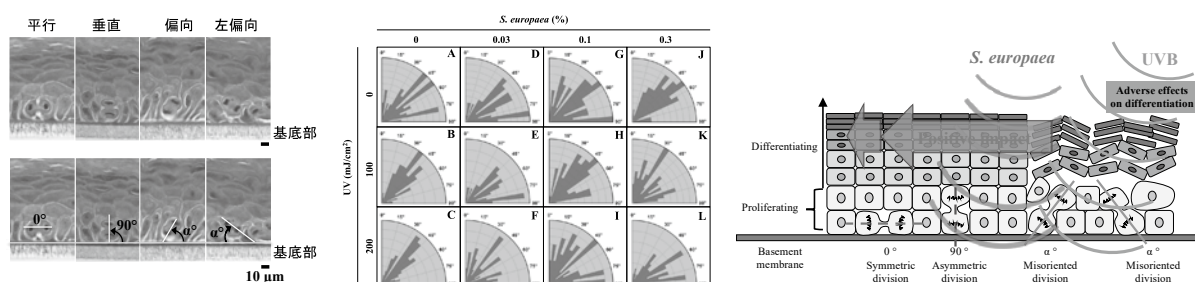 平行
垂直
偏向
左偏向
基底部
0°
90°
α°
α°
基底部
10 μm
S. europaea (%)
0
0.03
0.1
0.3
UV (mJ/cm²)
0
100
200
A
D
G
J
B
E
H
K
C
F
I
L
S. europaea
UVB
Adverse effects
on differentiation
Differentiating
Proliferating
Basement
membrane
0°
Symmetric
division
90°
Asymmetric
division
α°
Misoriented
division
α°
Misoriented
division